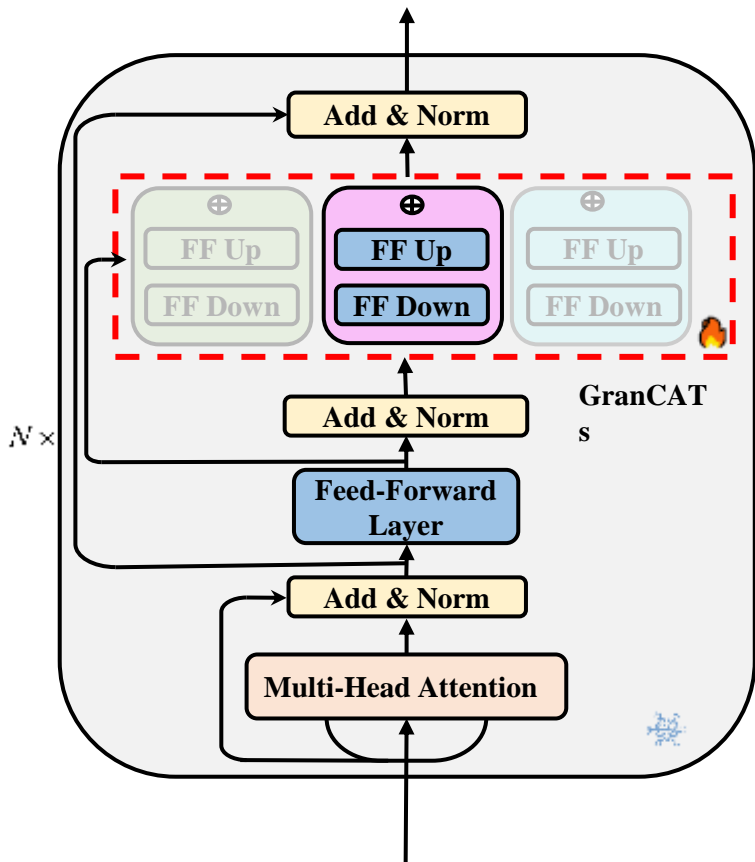 Add & Norm
FF Up
FF Up
FF Up
FF Down
FF Down
FF Down
GranCAT
s
Add & Norm
N×
Feed-Forward
Layer
Add & Norm
Multi-Head Attention